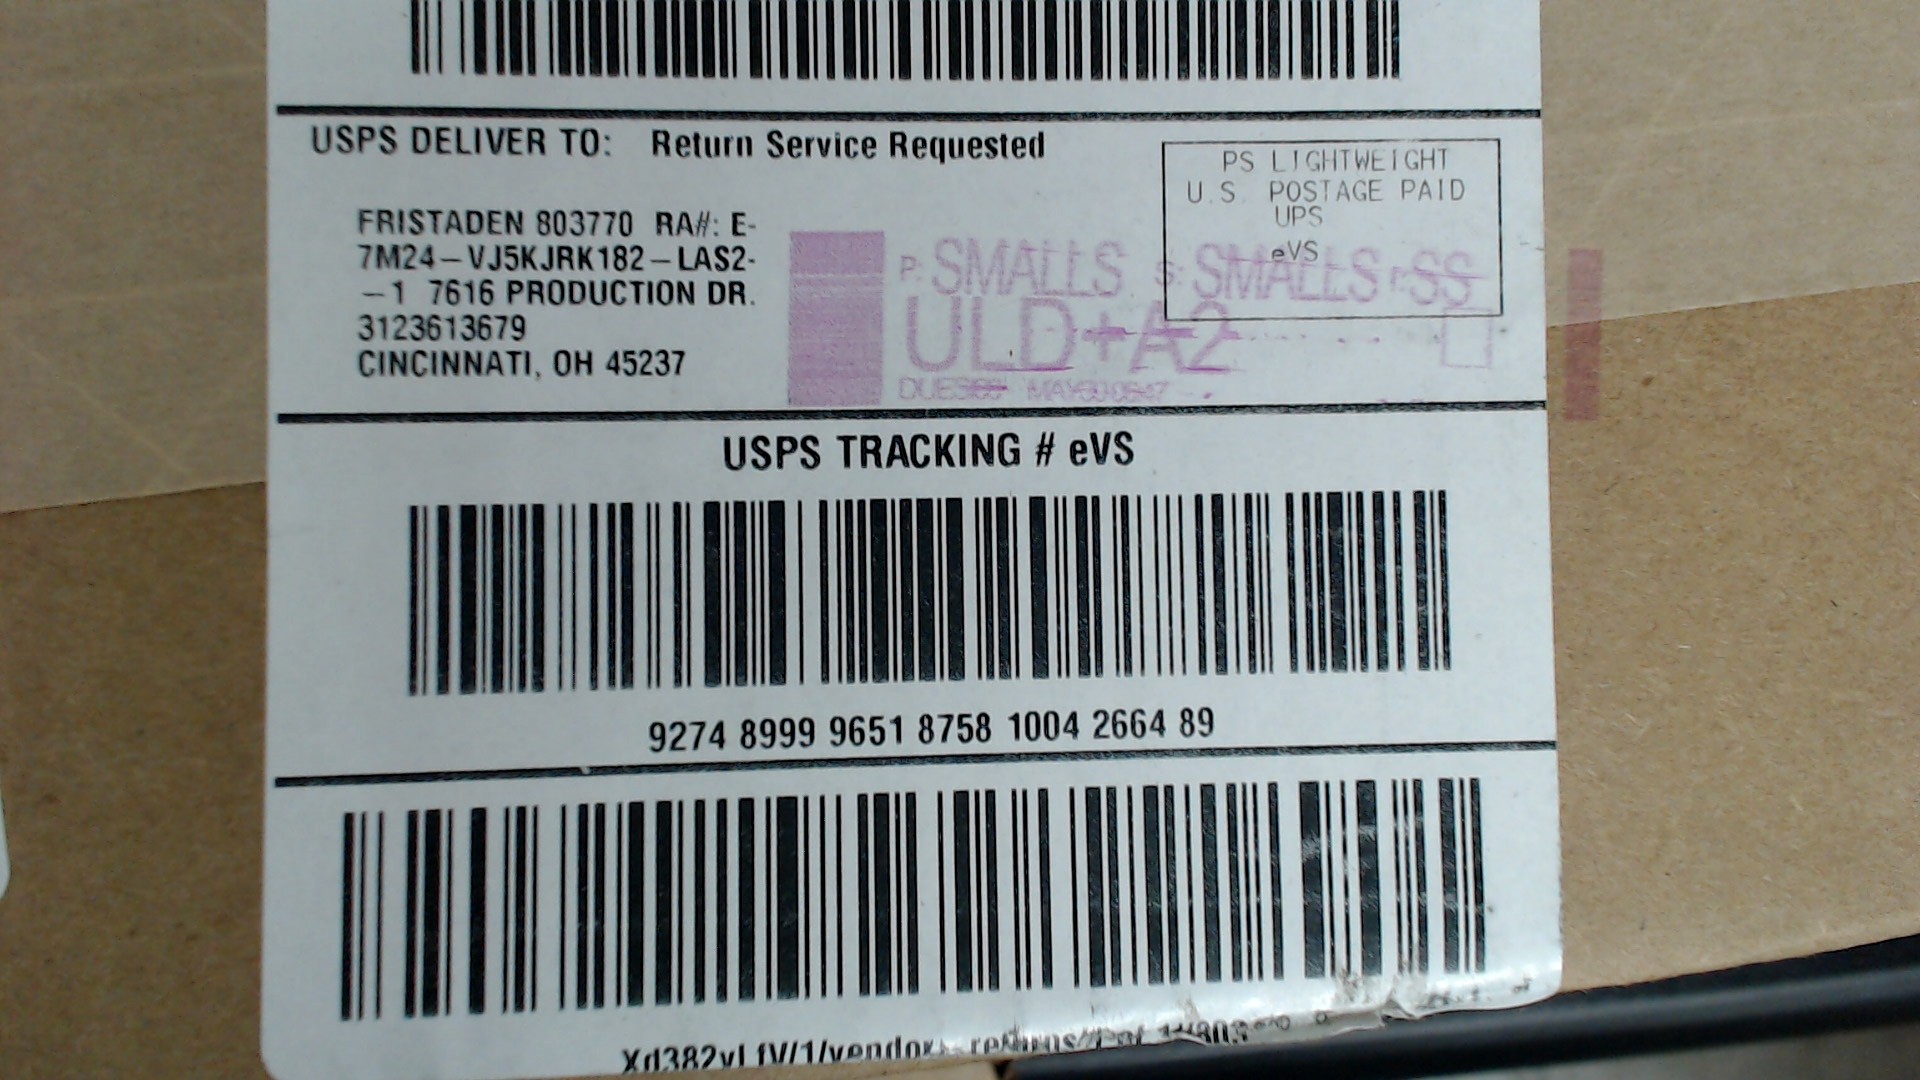 USPS DELIVER TO: Return Service Requested
PS LIGHTWEIGHT
U.S. POSTAGE PAID
UPS
eVS
FRISTADEN 803770 RA#: E-
7M24-VJ5KJRK182-LAS2-
-1 7616 PRODUCTION DR.
3123613679
CINCINNATI, OH 45237
P: SMALLS S: SMALLS I: SS
ULD+A2
USPS TRACKING # eVS
9274 8999 9651 8758 1004 2664 89